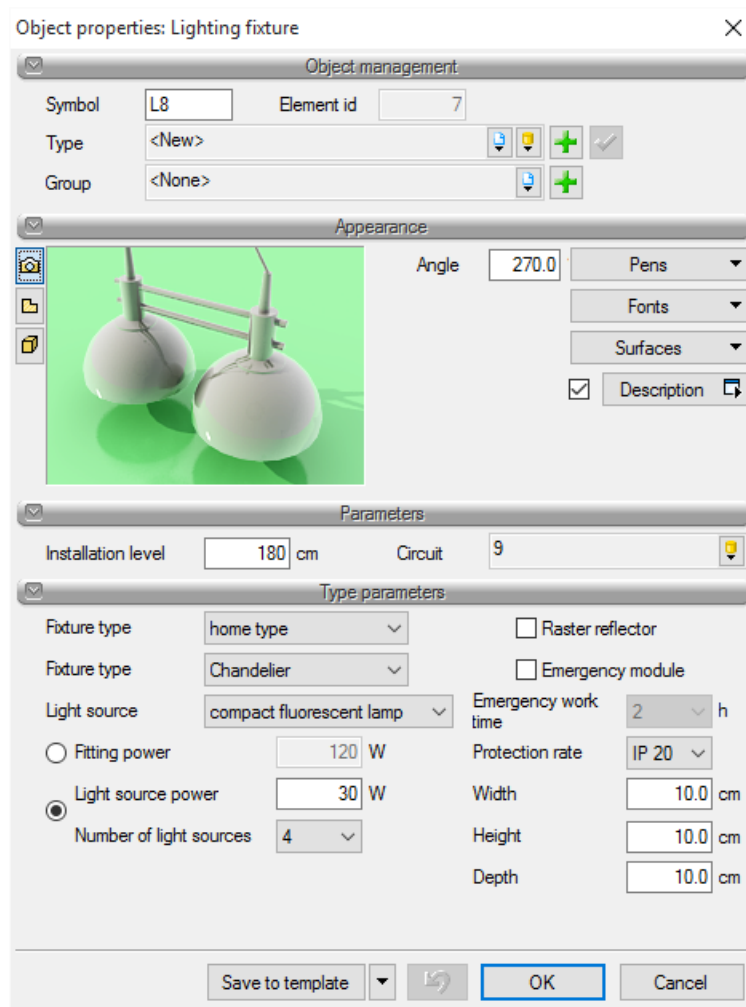 Object properties: Lighting fixture
Object management
Symbol L8 Element id 7
Type <New>
Group <None>
Appearance
Angle 270.0 ° Pens
Fonts
Surfaces
Description
Parameters
Installation level 180 cm Circuit 9
Type parameters
Fixture type home type Raster reflector
Fixture type Chandelier Emergency module
Light source compact fluorescent lamp Emergency work time 2 h
Fitting power 120 W Protection rate IP 20
Light source power 30 W Width 10.0 cm
Number of light sources 4 Height 10.0 cm
Depth 10.0 cm
Save to template OK Cancel